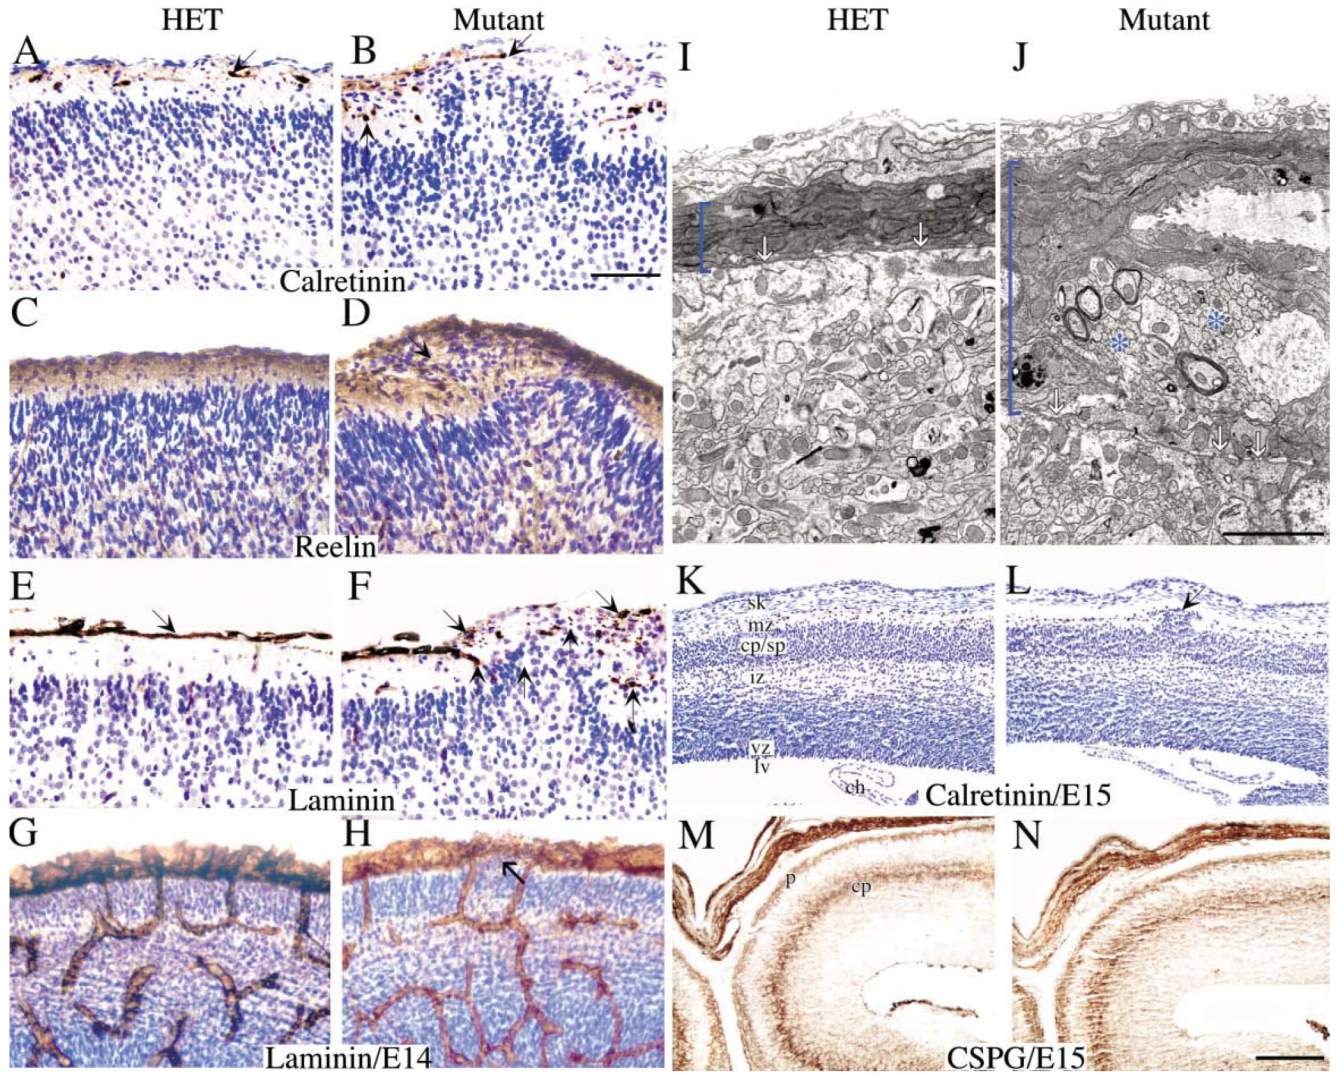 HET
Mutant
HET
Mutant
A
B
I
J
Calretinin
C
D
Reelin
E
F
K
L
sk
mz
cp/sp
iz
vz
lv
ch
Laminin
Calretinin/E15
G
H
M
N
p
cp
Laminin/E14
CSPG/E15